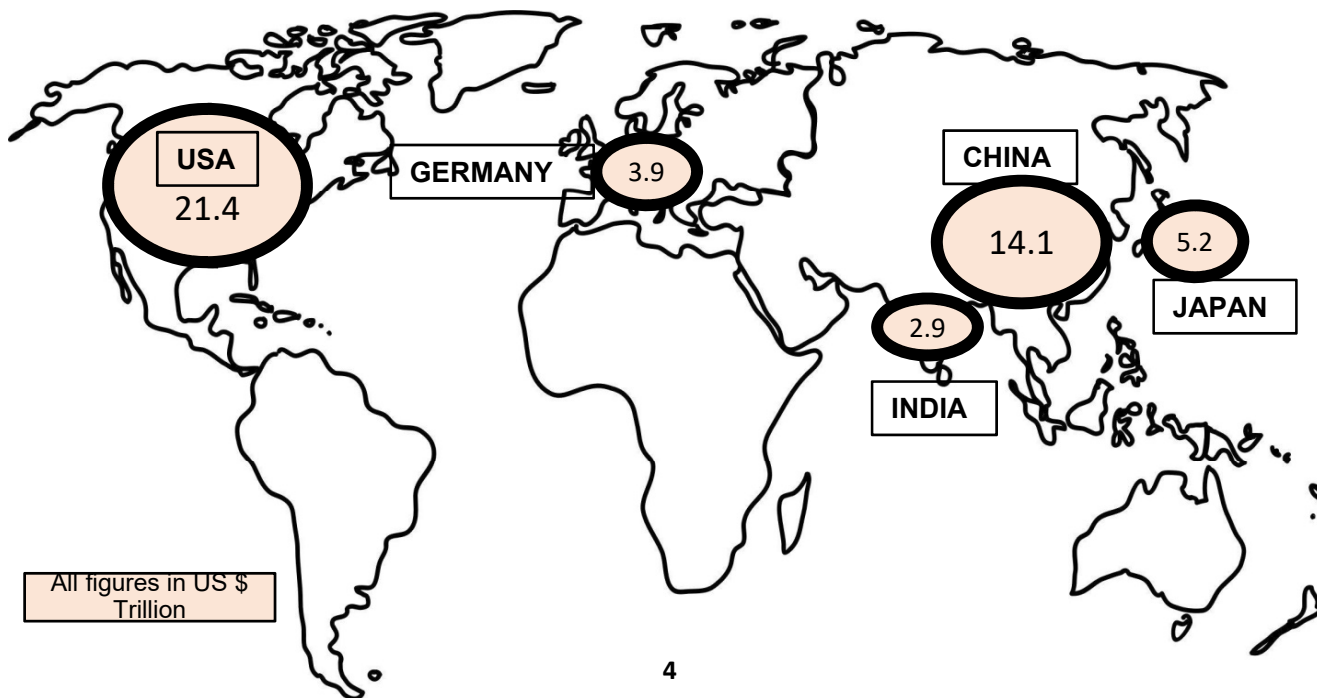 USA
21.4
GERMANY
3.9
CHINA
14.1
5.2
JAPAN
2.9
INDIA
All figures in US $
Trillion
4